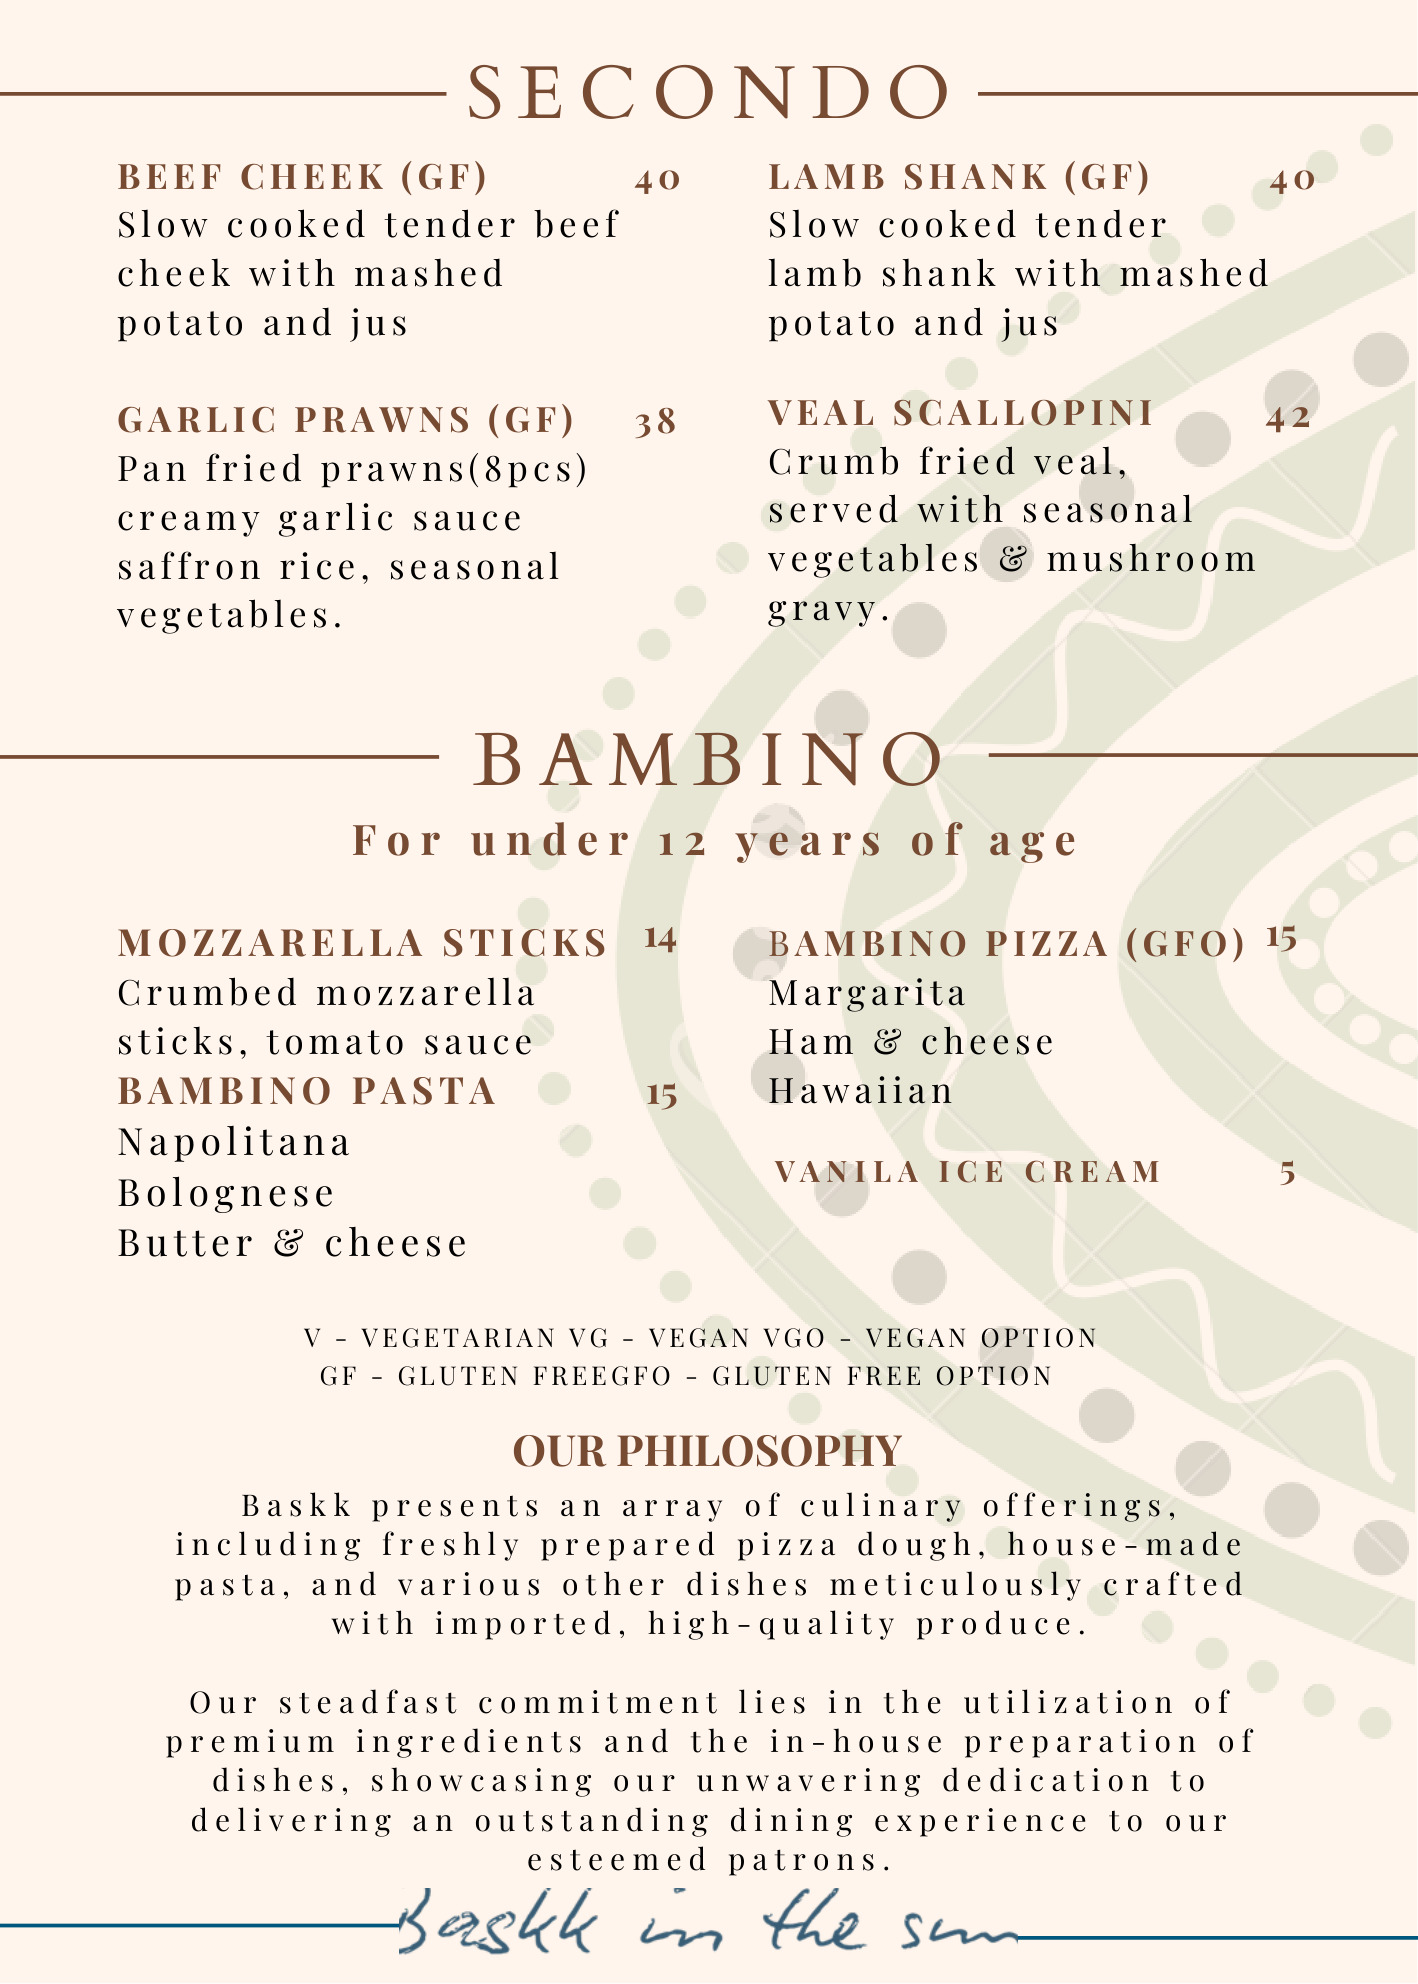 SECONDO
BEEF CHEEK (GF) 40
Slow cooked tender beef
cheek with mashed
potato and jus
GARLIC PRAWNS (GF) 38
Pan fried prawns(8pcs)
creamy garlic sauce
saffron rice, seasonal
vegetables.
LAMB SHANK (GF) 40
Slow cooked tender
lamb shank with mashed
potato and jus
VEAL SCALLOPINI 42
Crumb fried veal,
served with seasonal
vegetables & mushroom
gravy.
BAMBINO
For under 12 years of age
MOZZARELLA STICKS 14
Crumbed mozzarella
sticks, tomato sauce
BAMBINO PASTA 15
Napolitana
Bolognese
Butter & cheese
BAMBINO PIZZA (GFO) 15
Margarita
Ham & cheese
Hawaiian
VANILA ICE CREAM 5
V - VEGETARIAN VG - VEGAN VGO - VEGAN OPTION
GF - GLUTEN FREEGFO - GLUTEN FREE OPTION
OUR PHILOSOPHY
Baskk presents an array of culinary offerings,
including freshly prepared pizza dough, house-made
pasta, and various other dishes meticulously crafted
with imported, high-quality produce.
Our steadfast commitment lies in the utilization of
premium ingredients and the in-house preparation of
dishes, showcasing our unwavering dedication to
delivering an outstanding dining experience to our
esteemed patrons.
Baskk in the sun